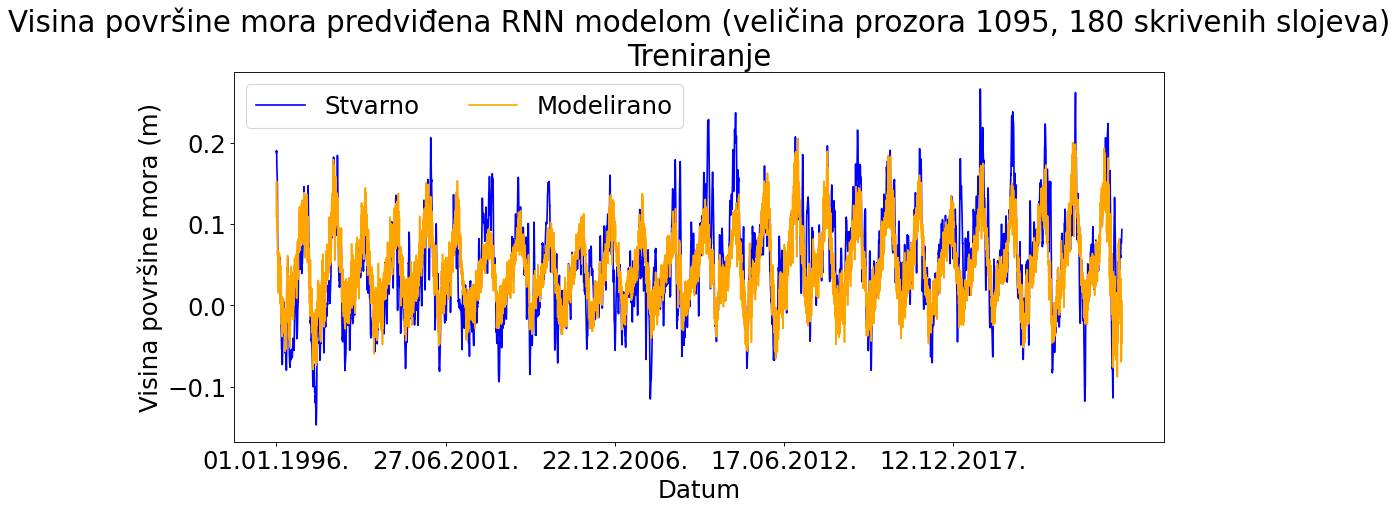 Visina površine mora predviđena RNN modelom (veličina prozora 1095, 180 skrivenih slojeva)
Treniranje
Stvarno Modelirano
Visina površine mora (m)
0.2
0.1
0.0
−0.1
01.01.1996. 27.06.2001. 22.12.2006. 17.06.2012. 12.12.2017.
Datum